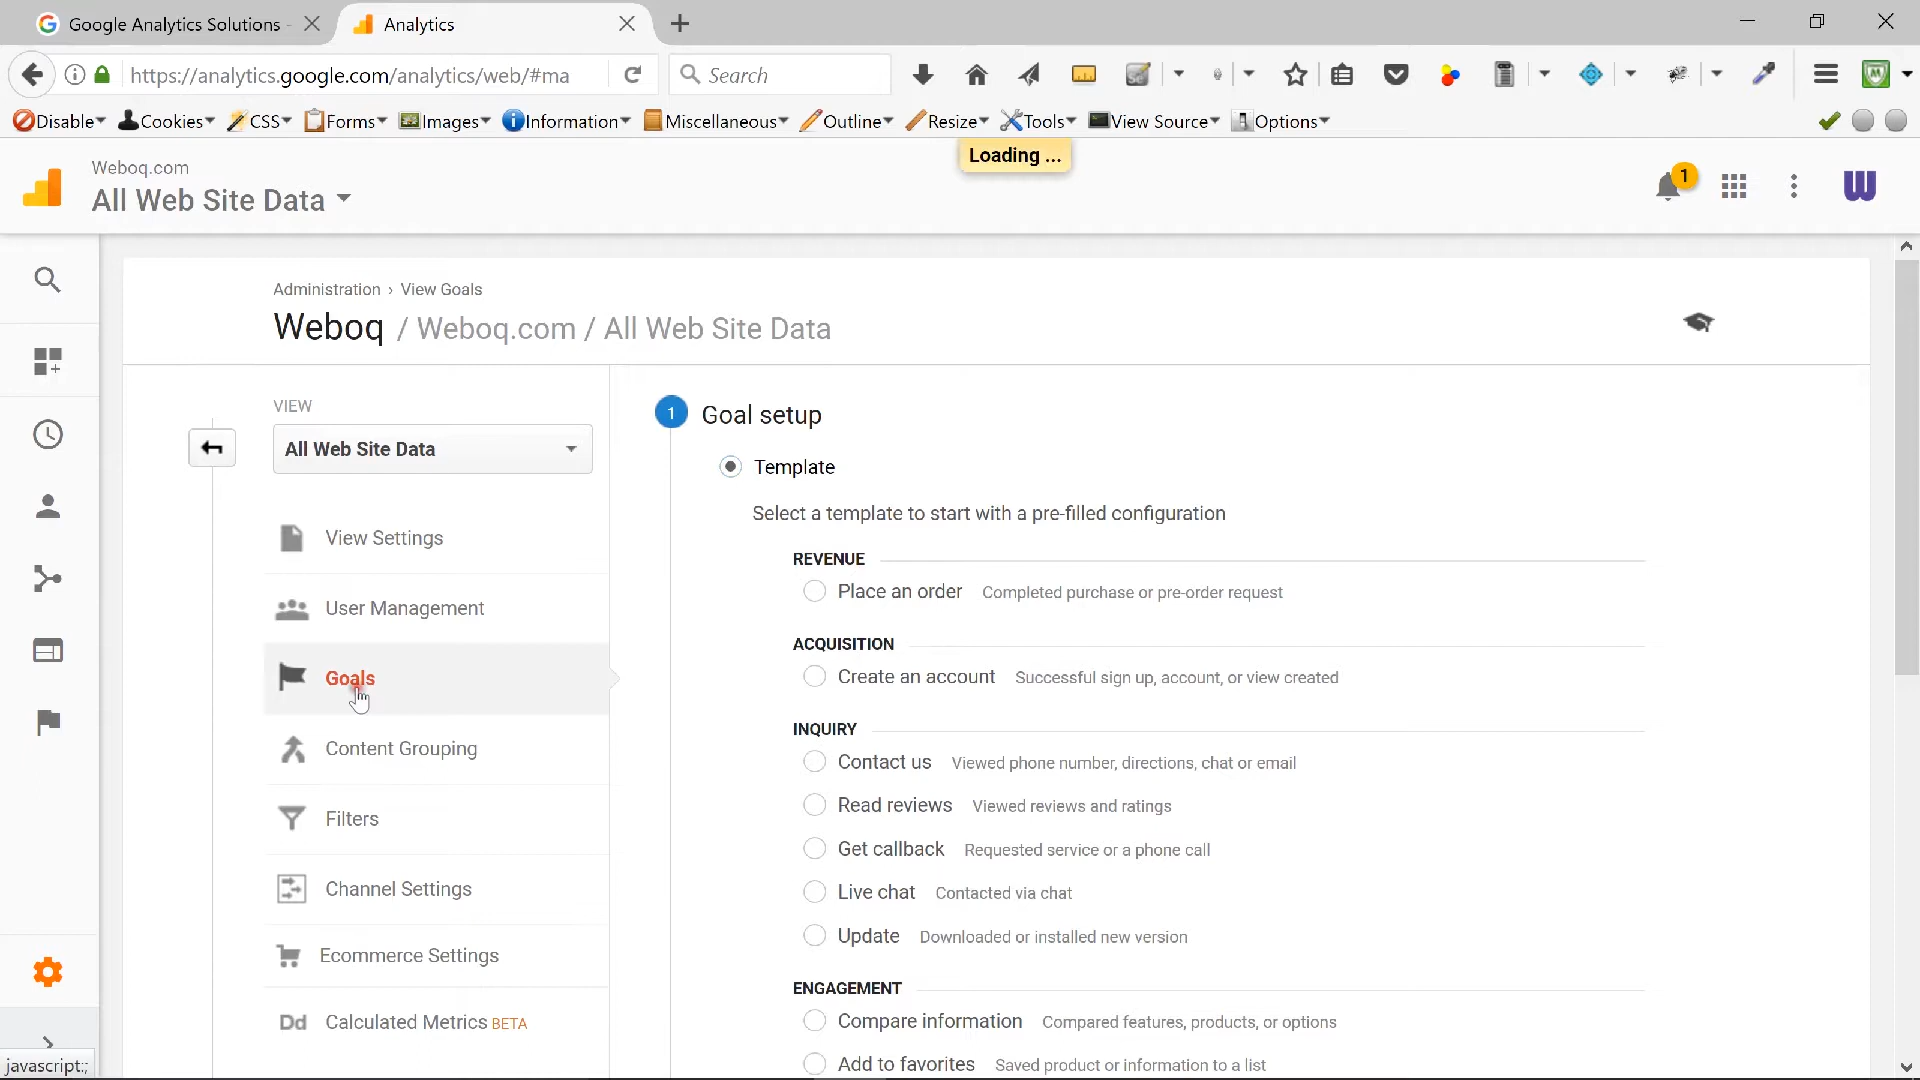 Google Analytics Solutions -
Analytics
https://analytics.google.com/analytics/web/#ma
Search
Disable
Cookies
CSS
Forms
Images
Information
Miscellaneous
Outline
Resize
Tools
View Source
Options
Loading ...
Weboq.com
All Web Site Data
1
W
Administration › View Goals
Weboq / Weboq.com / All Web Site Data
VIEW
All Web Site Data
View Settings
User Management
Goals
Content Grouping
Filters
Channel Settings
Ecommerce Settings
Dd Calculated Metrics BETA
1 Goal setup
Template
Select a template to start with a pre-filled configuration
REVENUE
Place an order Completed purchase or pre-order request
ACQUISITION
Create an account Successful sign up, account, or view created
INQUIRY
Contact us Viewed phone number, directions, chat or email
Read reviews Viewed reviews and ratings
Get callback Requested service or a phone call
Live chat Contacted via chat
Update Downloaded or installed new version
ENGAGEMENT
Compare information Compared features, products, or options
Add to favorites Saved product or information to a list
javascript:;